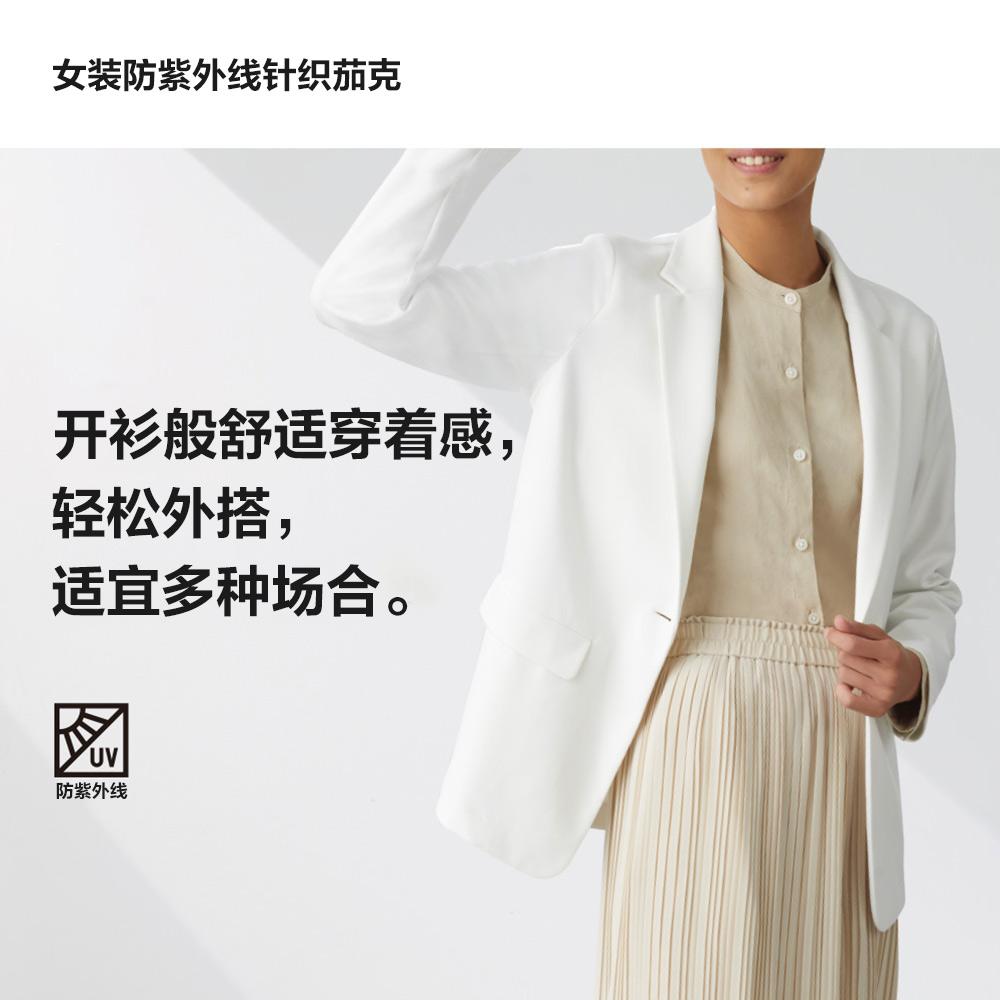 女装防紫外线针织茄克
开衫般舒适穿着感，
轻松外搭，
适宜多种场合。
UV
防紫外线